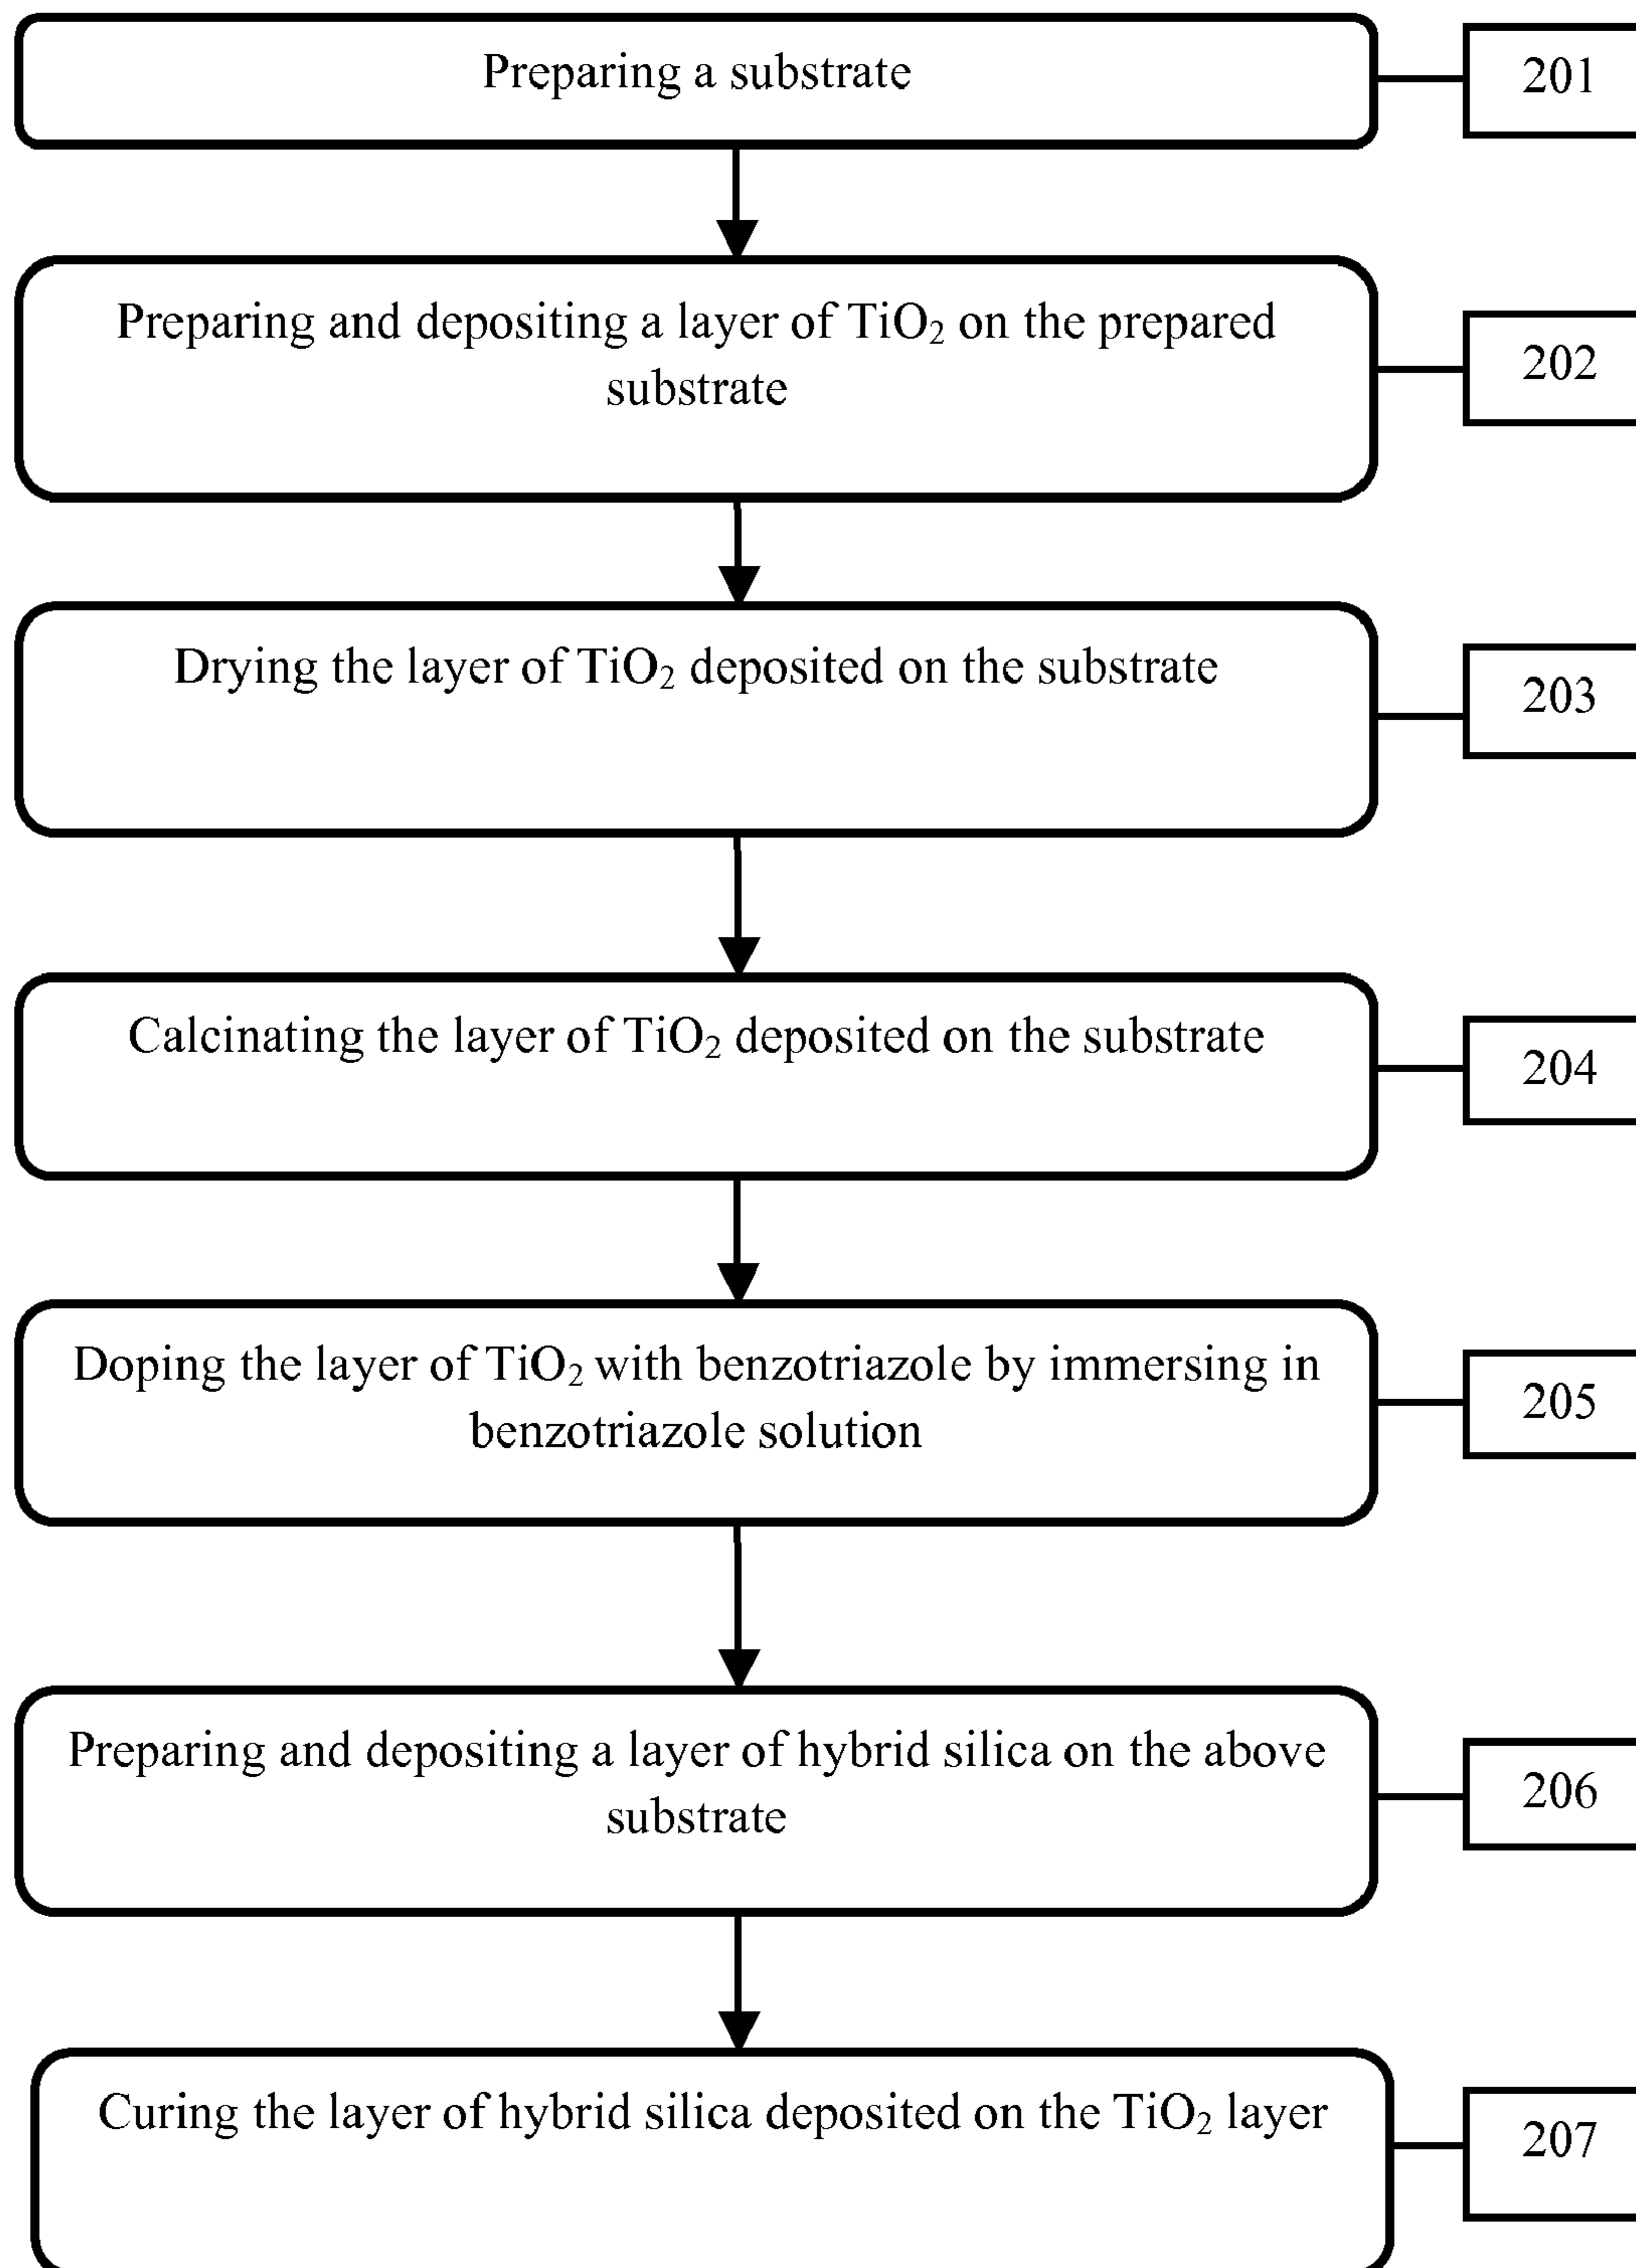 Preparing a substrate
201
Preparing and depositing a layer of TiO₂ on the prepared
substrate
202
Drying the layer of TiO₂ deposited on the substrate
203
Calcinating the layer of TiO₂ deposited on the substrate
204
Doping the layer of TiO₂ with benzotriazole by immersing in
benzotriazole solution
205
Preparing and depositing a layer of hybrid silica on the above
substrate
206
Curing the layer of hybrid silica deposited on the TiO₂ layer
207